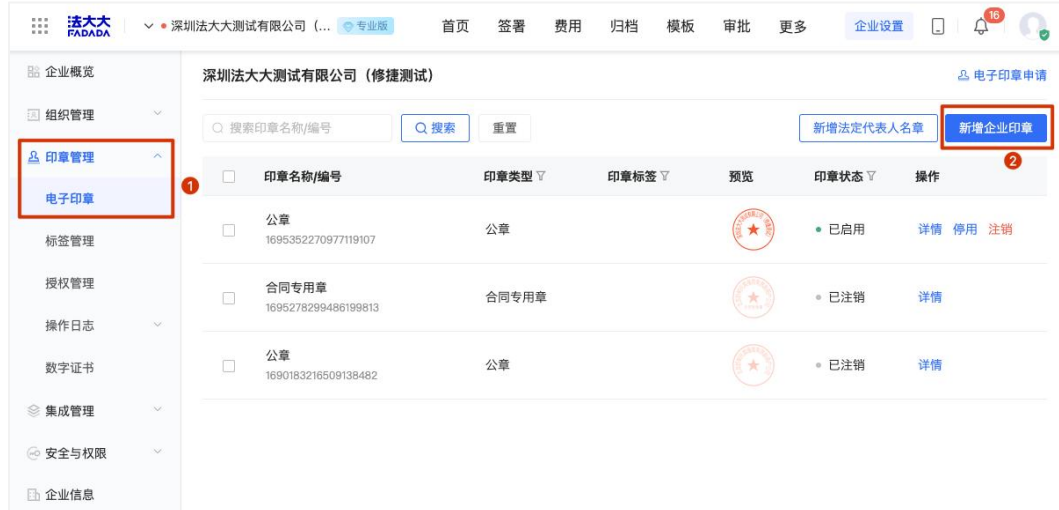 法大大
FADADA
深圳法大大测试有限公司（... 专业版
首页 签署 费用 归档 模板 审批 更多
企业设置
16
企业概览
组织管理
印章管理
电子印章
1
标签管理
授权管理
操作日志
数字证书
集成管理
安全与权限
企业信息
深圳法大大测试有限公司（修捷测试）
电子印章申请
搜索印章名称/编号 搜索 重置
新增法定代表人名章 新增企业印章
2
印章名称/编号 印章类型 印章标签 预览 印章状态 操作
公章
1695352270977119107
公章 已启用 详情 停用 注销
合同专用章
1695278299486199813
合同专用章 已注销 详情
公章
1690183216509138482
公章 已注销 详情